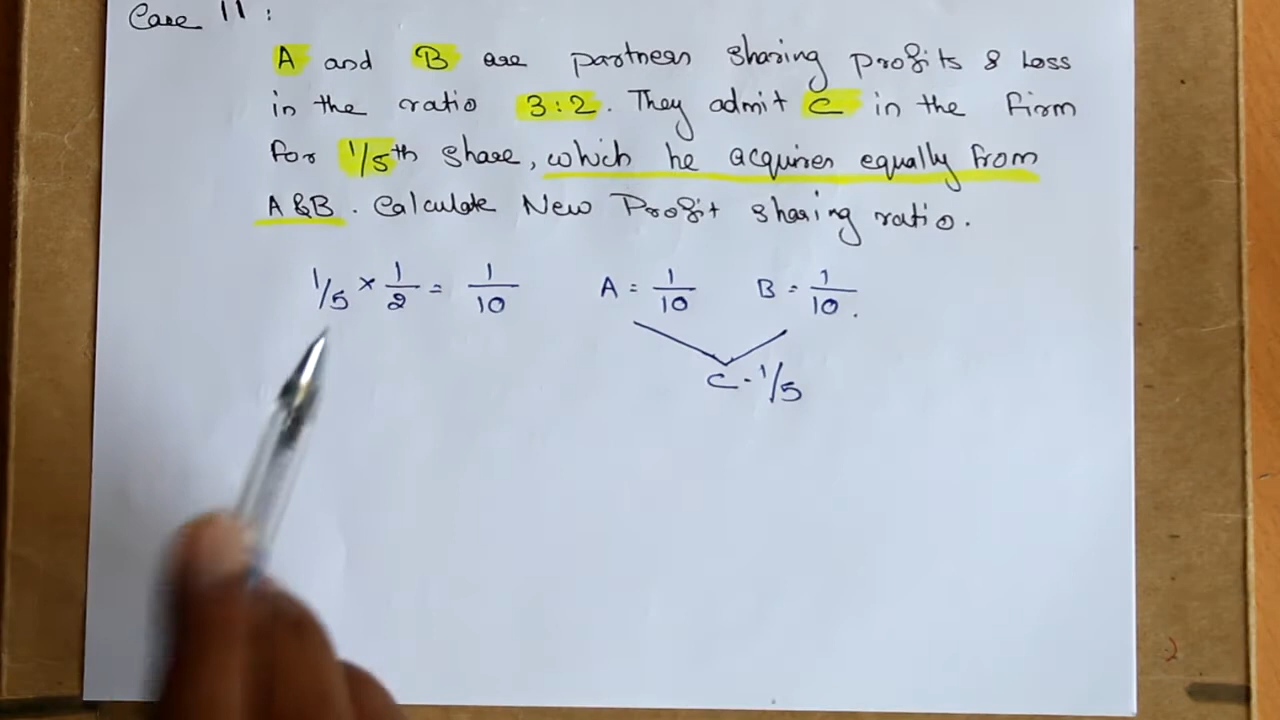 Case 11:
A and B are partners sharing profits & Loss
in the ratio 3:2. They admit C in the Firm
for 1/5th share, which he acquires equally from
A & B. Calculate New Profit sharing ratio.
1/5 × 1/2 = 1/10 A = 1/10 B = 1/10.
C - 1/5